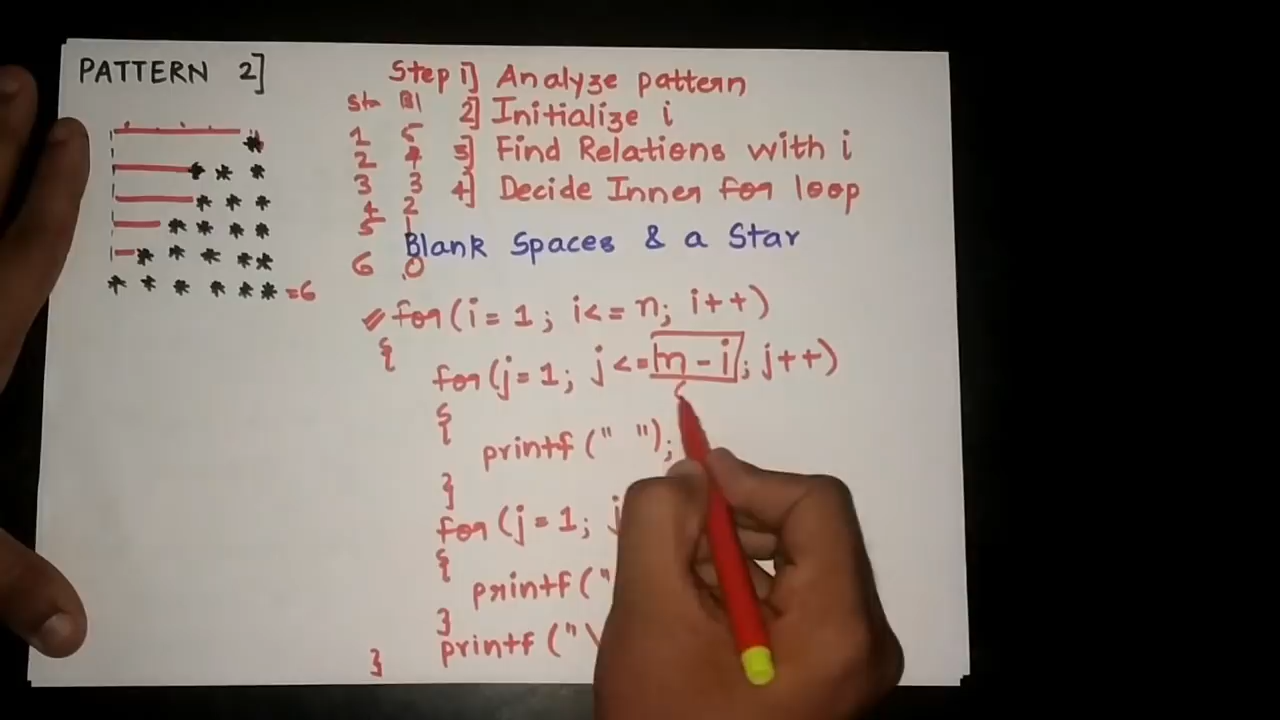 PATTERN 2]
Step 1] Analyze pattern
2] Initialize i
3] Find Relations with i
4] Decide Inner for loop
Sta Bl
1 5
2 4
3 3
4 2
5 1
6 0
* 
* * *
* * *
* * * *
* * * * *
* * * * * * =6
Blank Spaces & a Star
for(i=1; i<=n; i++)
{
for(j=1; j<=n-i; j++)
{
printf(" ");
}
for(j=1; j
{
printf("
}
printf("\
}